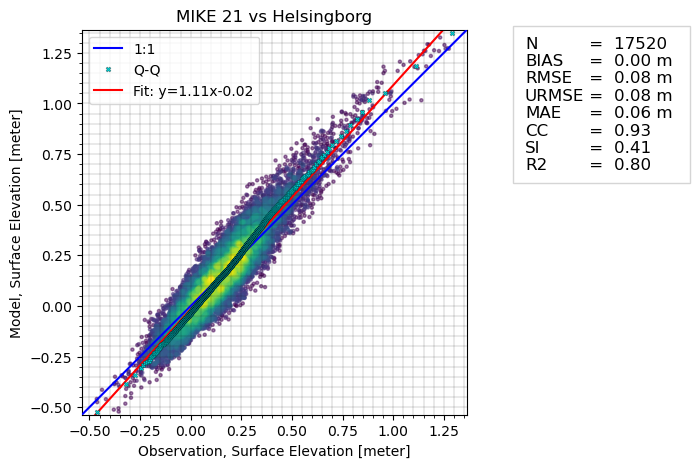 MIKE 21 vs Helsingborg
1:1
Q-Q
Fit: y=1.11x-0.02
N = 17520
BIAS = 0.00 m
RMSE = 0.08 m
URMSE = 0.08 m
MAE = 0.06 m
CC = 0.93
SI = 0.41
R2 = 0.80
Model, Surface Elevation [meter]
1.25
1.00
0.75
0.50
0.25
0.00
−0.25
−0.50
−0.50 −0.25 0.00 0.25 0.50 0.75 1.00 1.25
Observation, Surface Elevation [meter]